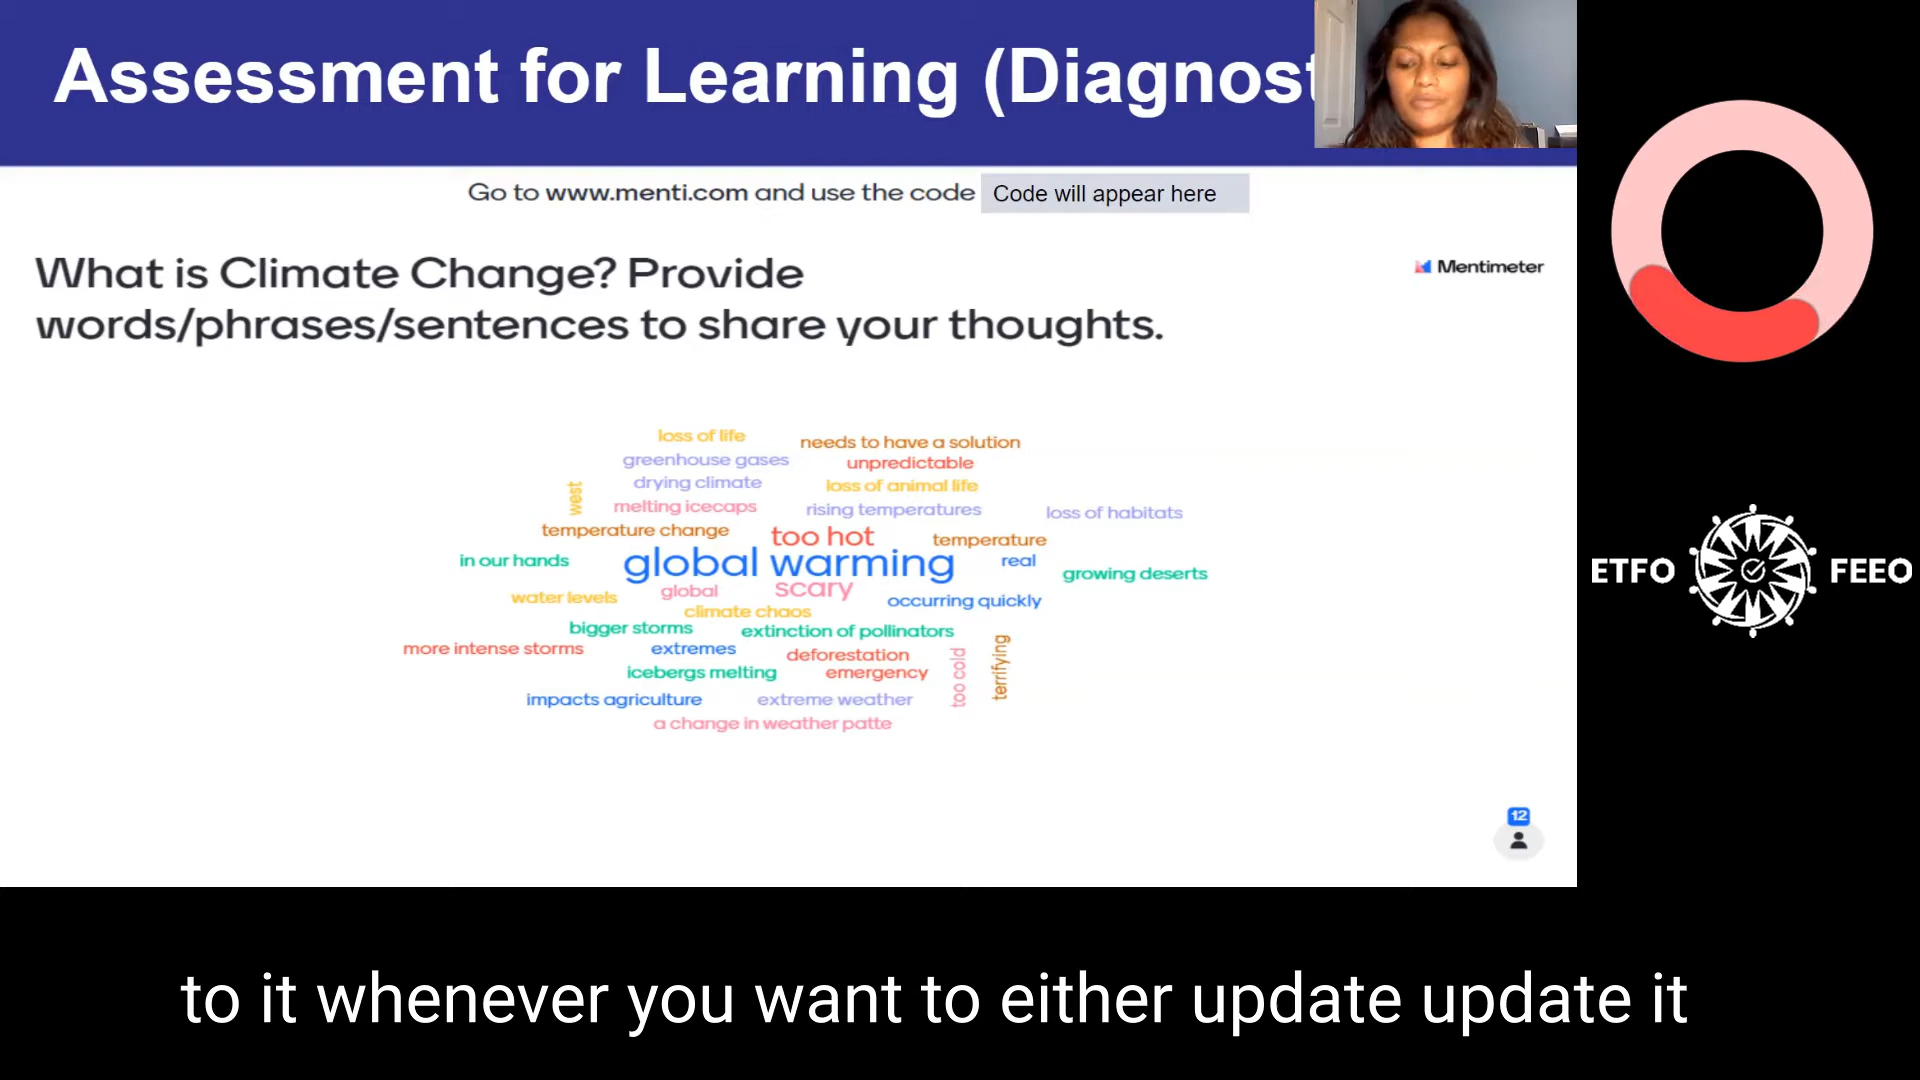 Assessment for Learning (Diagnost
Go to www.menti.com and use the code Code will appear here
What is Climate Change? Provide
words/phrases/sentences to share your thoughts.
Mentimeter
loss of life
needs to have a solution
greenhouse gases
unpredictable
drying climate
loss of animal life
west
melting icecaps
rising temperatures
loss of habitats
temperature change
too hot
temperature
in our hands
global warming
real
growing deserts
water levels
global
scary
occurring quickly
climate chaos
bigger storms
extinction of pollinators
more intense storms
extremes
deforestation
too cold
terrifying
icebergs melting
emergency
impacts agriculture
extreme weather
a change in weather patte
12
ETFO FEEO
to it whenever you want to either update update it